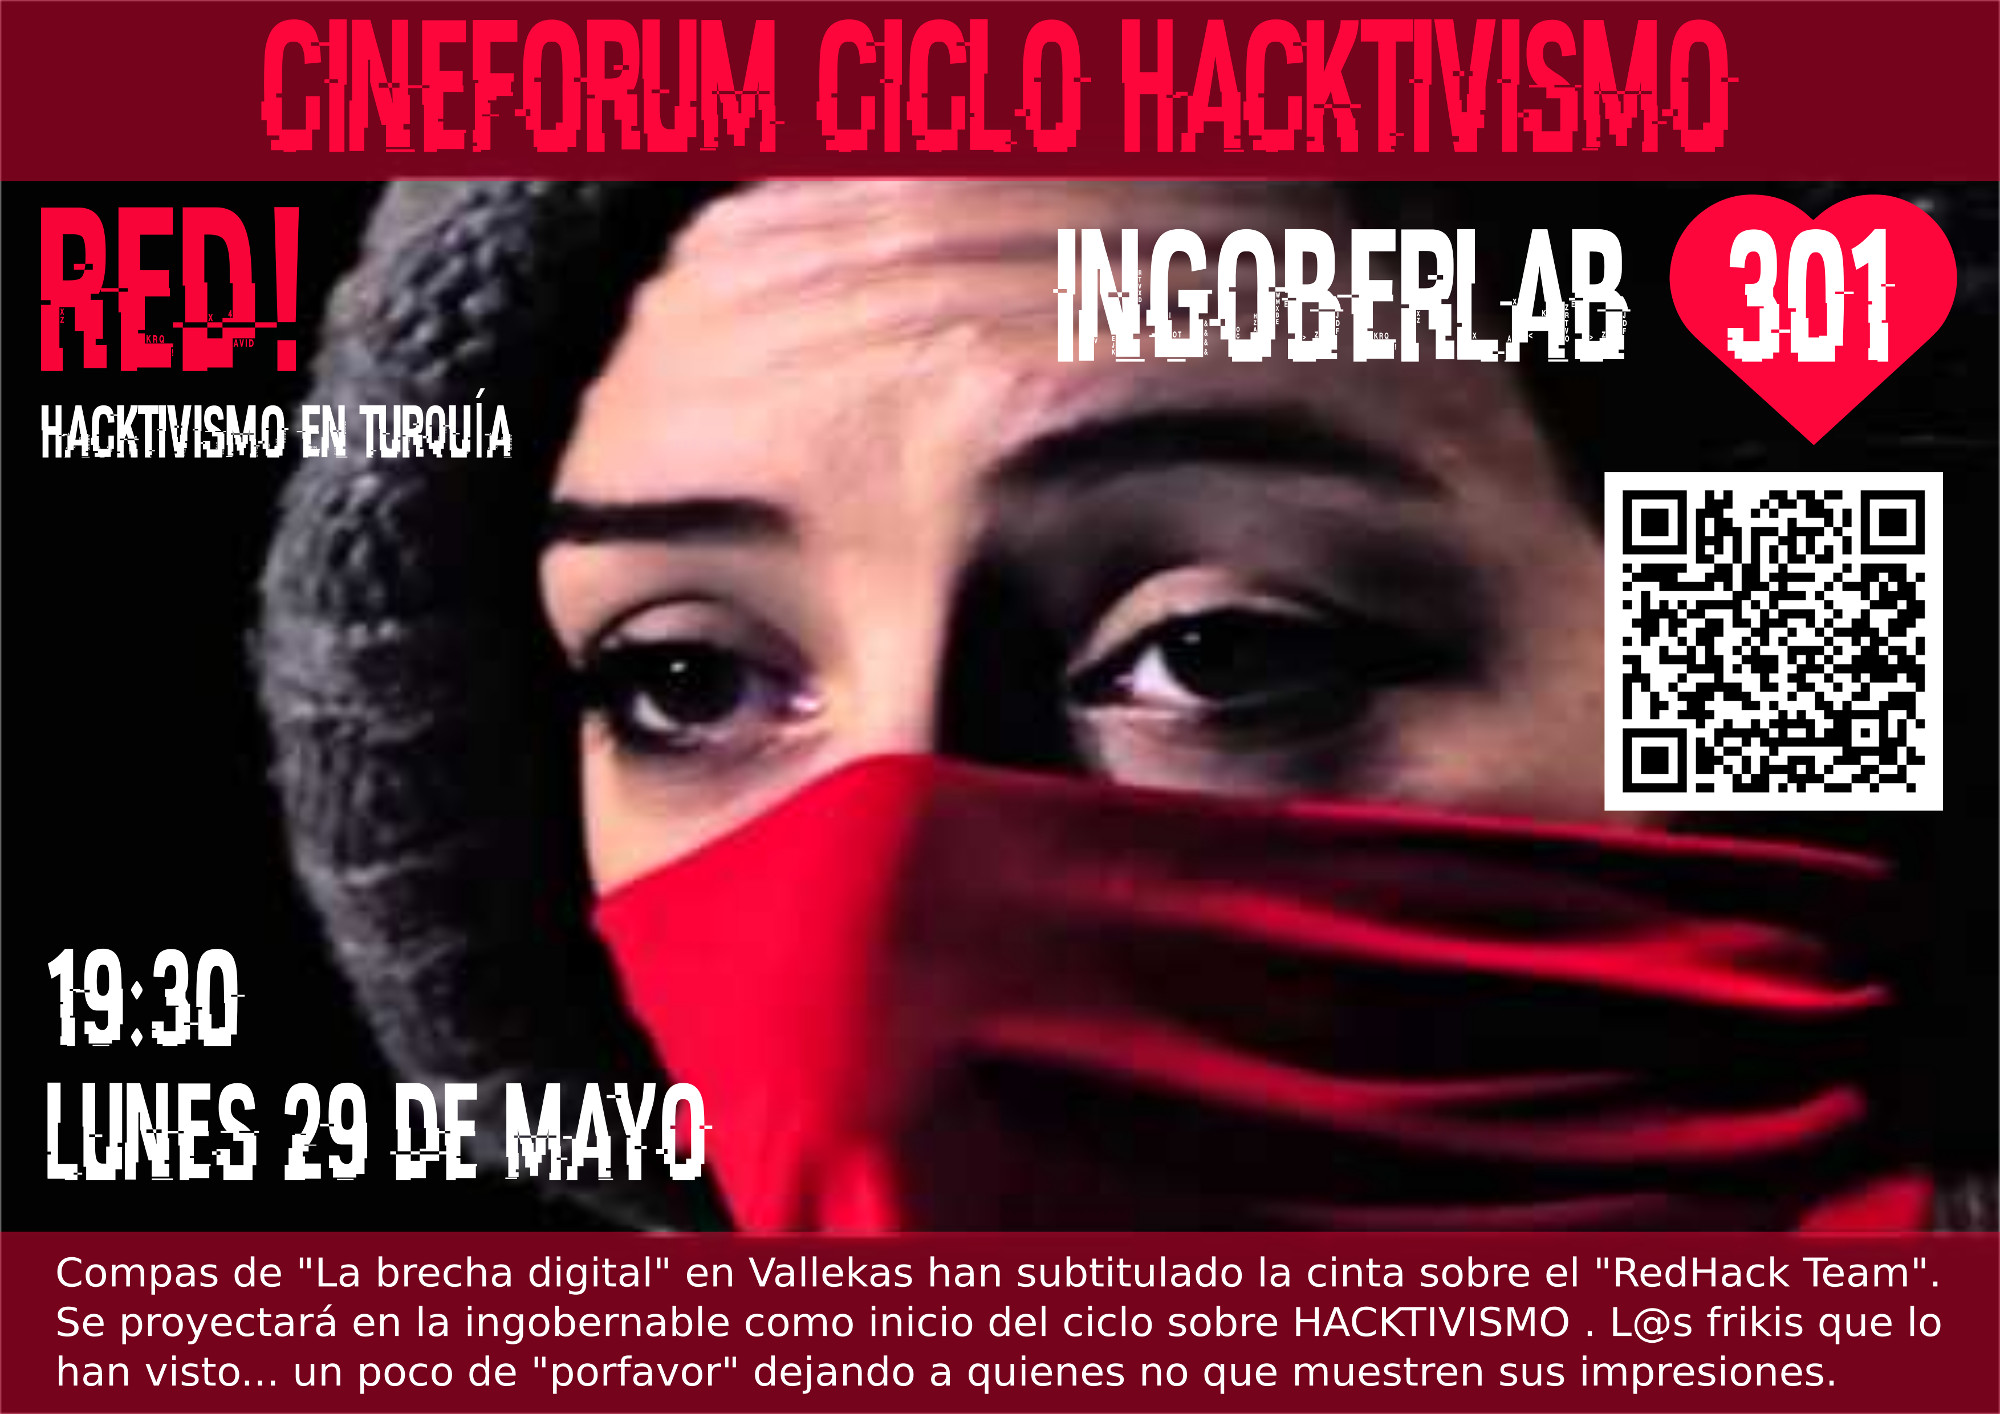 CINEFORUM CICLO HACKTIVISMO
RED!
HACKTIVISMO EN TURQUÍA
INGOBERLAB 301
19:30
LUNES 29 DE MAYO
Compas de "La brecha digital" en Vallekas han subtitulado la cinta sobre el "RedHack Team".
Se proyectará en la ingobernable como inicio del ciclo sobre HACKTIVISMO . L@s frikis que lo
han visto... un poco de "porfavor" dejando a quienes no que muestren sus impresiones.